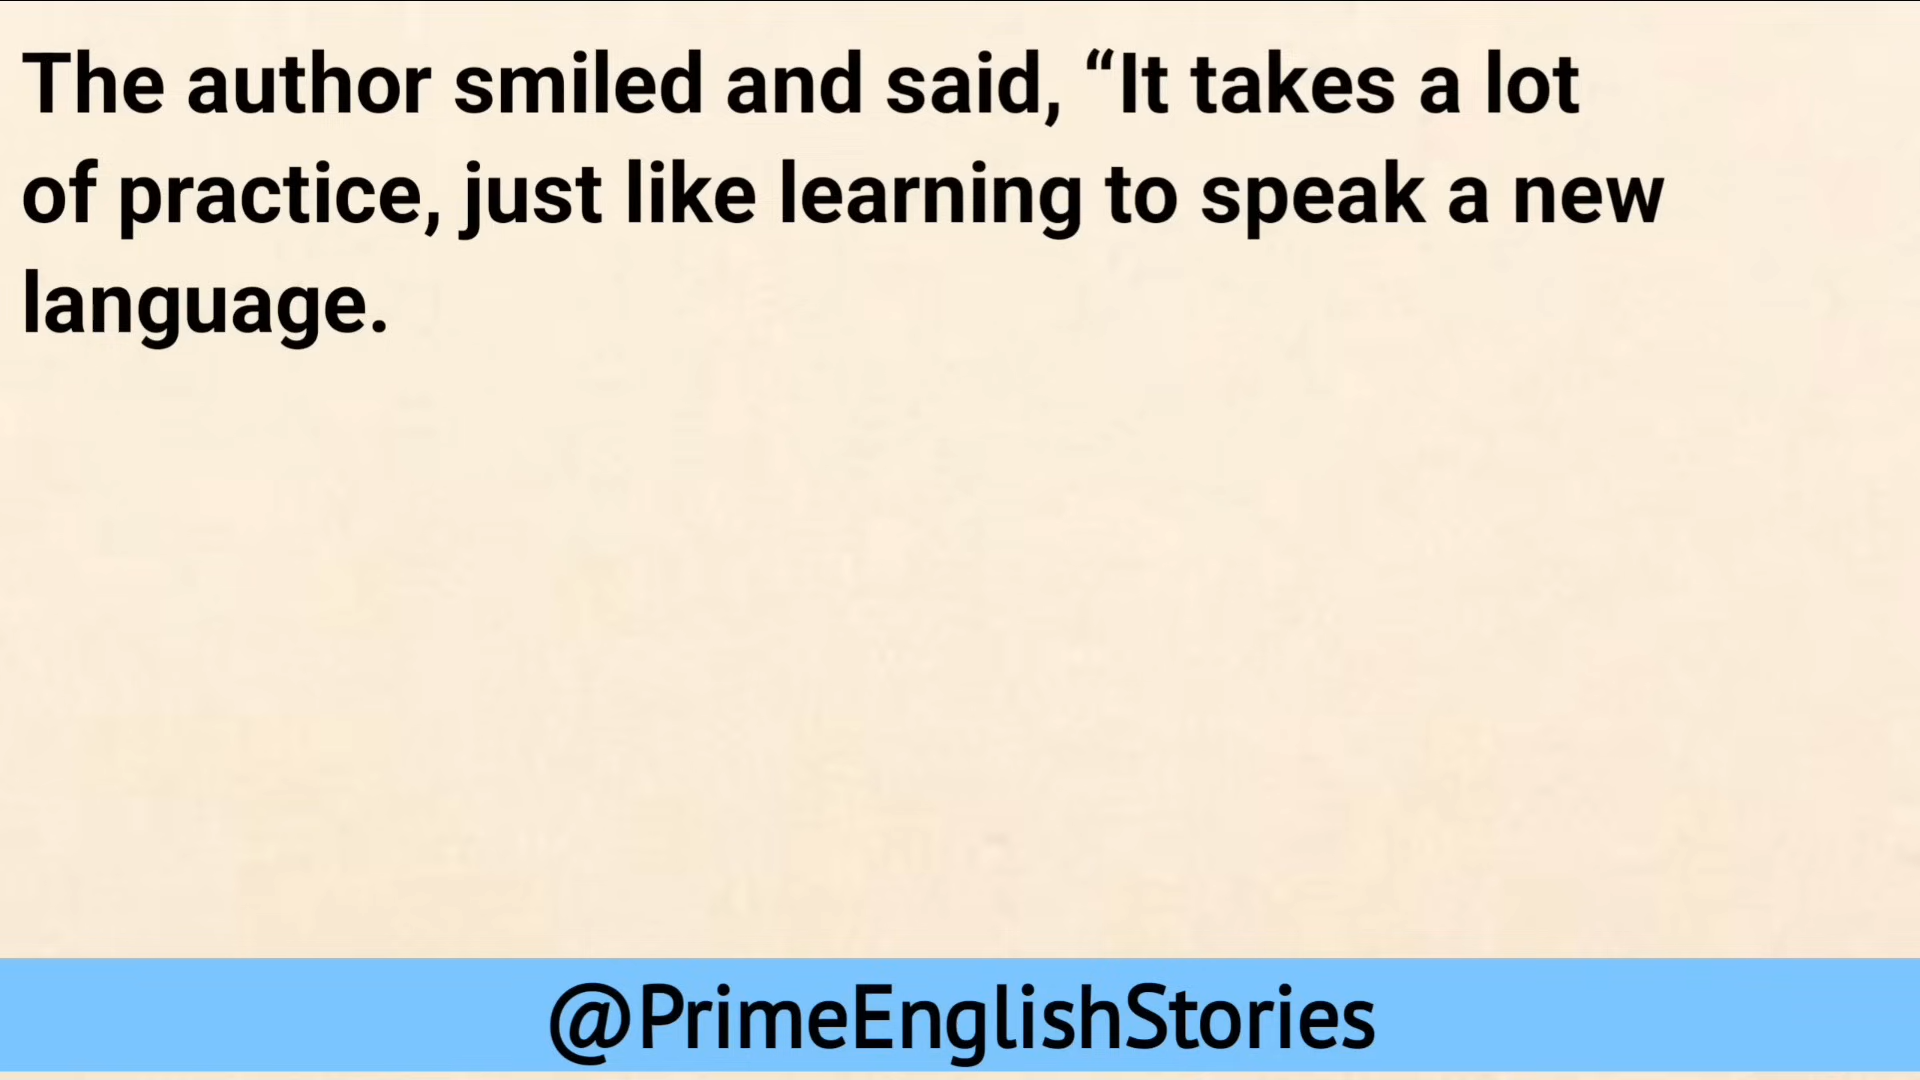 The author smiled and said, “It takes a lot
of practice, just like learning to speak a new
language.
@PrimeEnglishStories